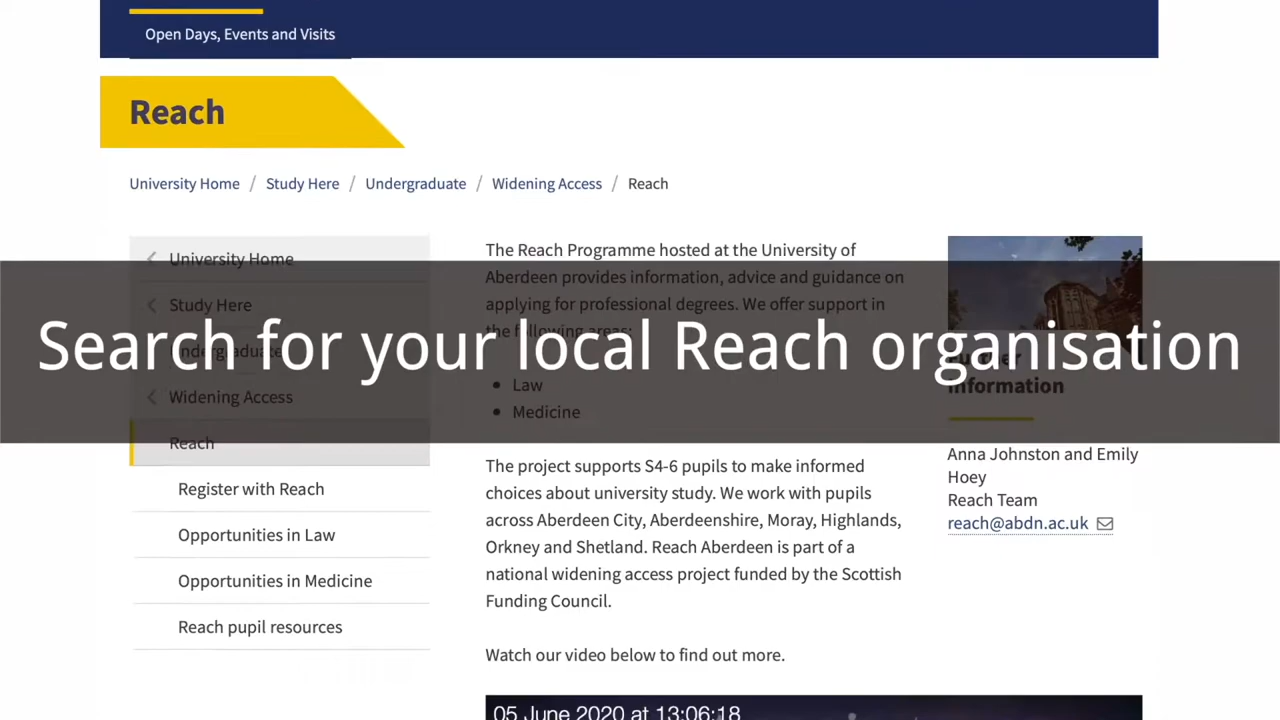 Open Days, Events and Visits
Reach
University Home / Study Here / Undergraduate / Widening Access / Reach
University Home
Study Here
Undergraduate
Widening Access
Reach
Register with Reach
Opportunities in Law
Opportunities in Medicine
Reach pupil resources
The Reach Programme hosted at the University of
Aberdeen provides information, advice and guidance on
applying for professional degrees. We offer support in
the following areas:
Search for your local Reach organisation
• Law
• Medicine
The project supports S4-6 pupils to make informed
choices about university study. We work with pupils
across Aberdeen City, Aberdeenshire, Moray, Highlands,
Orkney and Shetland. Reach Aberdeen is part of a
national widening access project funded by the Scottish
Funding Council.
Watch our video below to find out more.
05 June 2020 at 13:06:18
Further
information
Anna Johnston and Emily
Hoey
Reach Team
reach@abdn.ac.uk